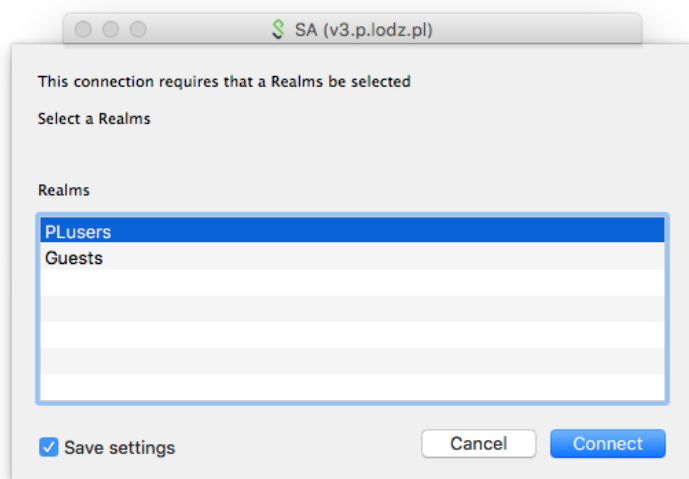 SA (v3.p.lodz.pl)
This connection requires that a Realms be selected
Select a Realms
Realms
PLusers
Guests
Save settings
Cancel
Connect